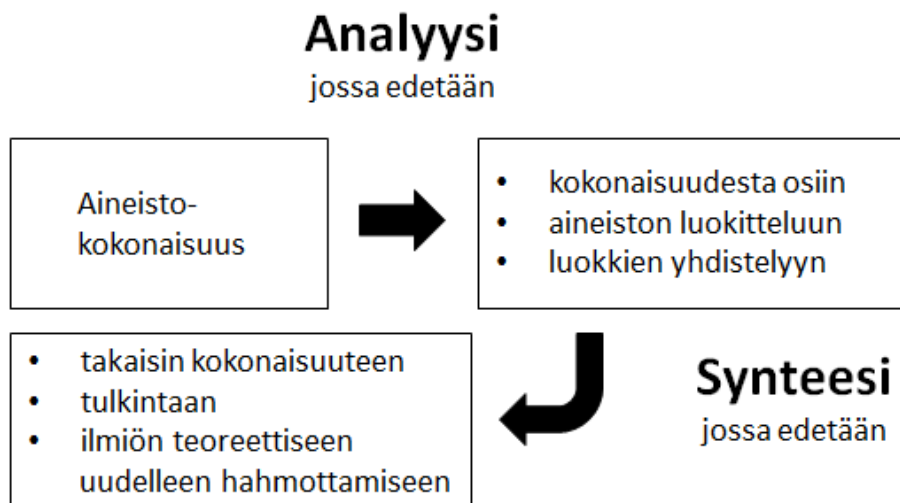 Analyysi
jossa edetään
Aineisto-
kokonaisuus
• kokonaisuudesta osiin
• aineiston luokitteluun
• luokkien yhdistelyyn
Synteesi
jossa edetään
• takaisin kokonaisuuteen
• tulkintaan
• ilmiön teoreettiseen
uudelleen hahmottamiseen